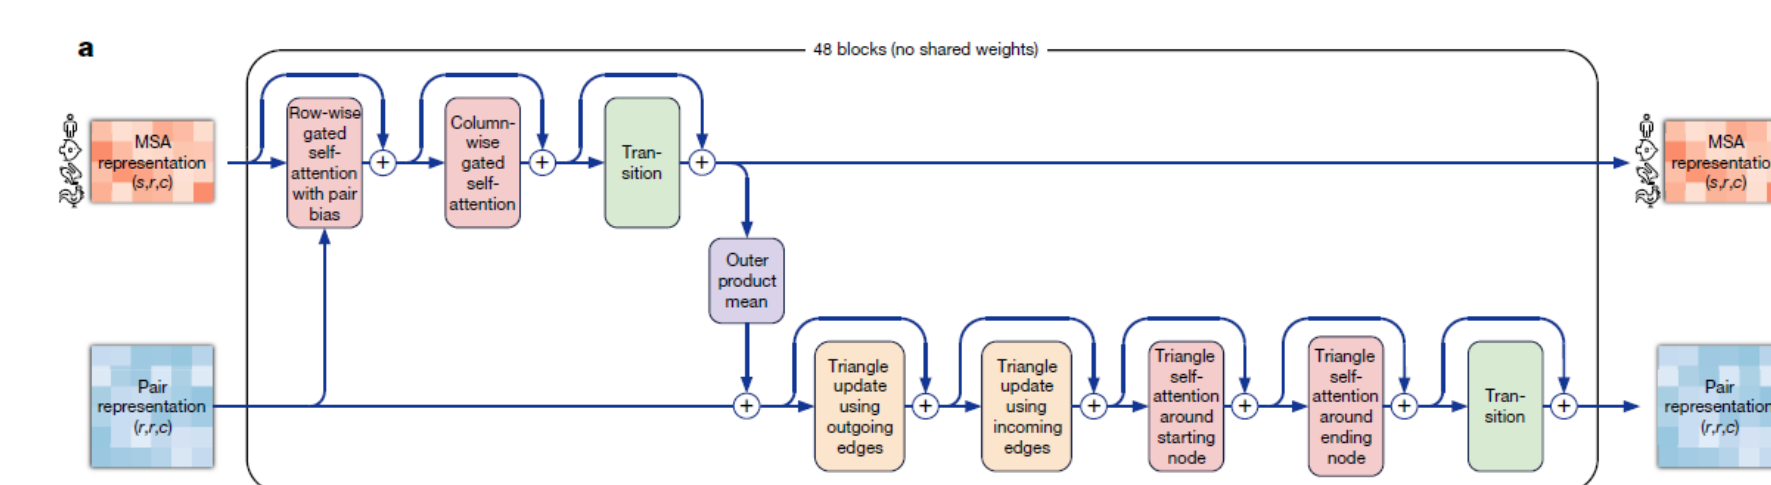 a
48 blocks (no shared weights)
MSA
representation
(s,r,c)
Row-wise
gated
self-
attention
with pair
bias
+
Column-
wise
gated
self-
attention
+
Tran-
sition
+
MSA
representatio
(s,r,c)
Outer
product
mean
Pair
representation
(r,r,c)
+
Triangle
update
using
outgoing
edges
+
Triangle
update
using
incoming
edges
+
Triangle
self-
attention
around
starting
node
+
Triangle
self-
attention
around
ending
node
+
Tran-
sition
+
Pair
representation
(r,r,c)